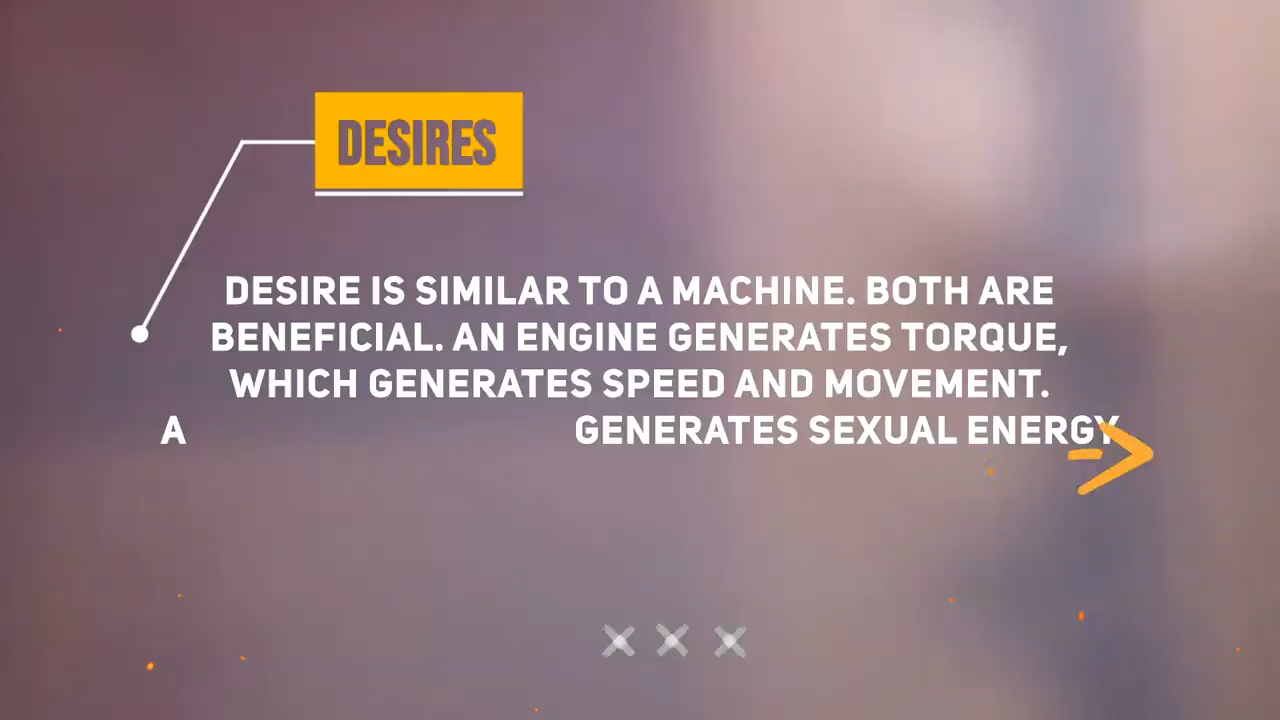 DESIRES
DESIRE IS SIMILAR TO A MACHINE. BOTH ARE
BENEFICIAL. AN ENGINE GENERATES TORQUE,
WHICH GENERATES SPEED AND MOVEMENT.
A GENERATES SEXUAL ENERGY